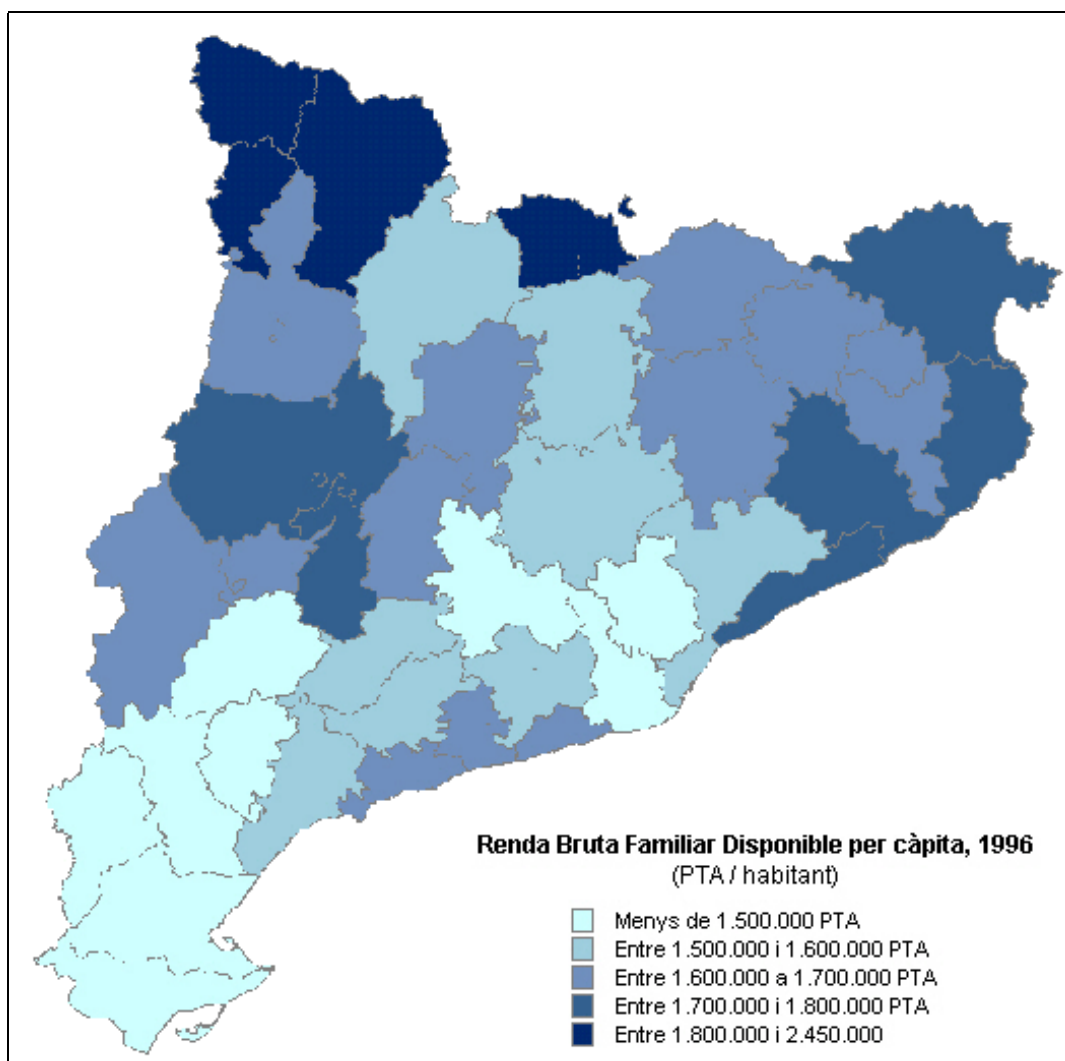 Renda Bruta Familiar Disponible per càpita, 1996
(PTA / habitant)
Menys de 1.500.000 PTA
Entre 1.500.000 i 1.600.000 PTA
Entre 1.600.000 a 1.700.000 PTA
Entre 1.700.000 i 1.800.000 PTA
Entre 1.800.000 i 2.450.000